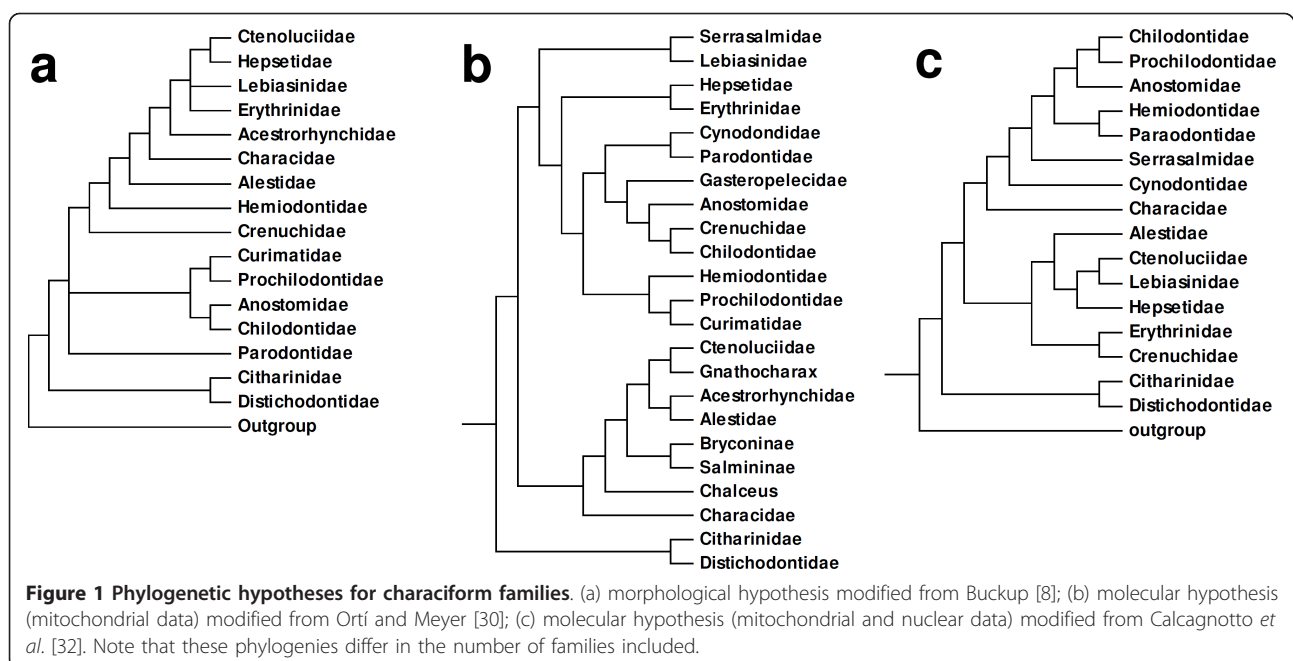 a
Ctenoluciidae
Hepsetidae
Lebiasinidae
Erythrinidae
Acestrorhynchidae
Characidae
Alestidae
Hemiodontidae
Crenuchidae
Curimatidae
Prochilodontidae
Anostomidae
Chilodontidae
Parodontidae
Citharinidae
Distichodontidae
Outgroup
b
Serrasalmidae
Lebiasinidae
Hepsetidae
Erythrinidae
Cynodondidae
Parodontidae
Gasteropelecidae
Anostomidae
Crenuchidae
Chilodontidae
Hemiodontidae
Prochilodontidae
Curimatidae
Ctenoluciidae
Gnathocharax
Acestrorhynchidae
Alestidae
Bryconinae
Salmininae
Chalceus
Characidae
Citharinidae
Distichodontidae
c
Chilodontidae
Prochilodontidae
Anostomidae
Hemiodontidae
Paraodontidae
Serrasalmidae
Cynodontidae
Characidae
Alestidae
Ctenoluciidae
Lebiasinidae
Hepsetidae
Erythrinidae
Crenuchidae
Citharinidae
Distichodontidae
outgroup
Figure 1 Phylogenetic hypotheses for characiform families. (a) morphological hypothesis modified from Buckup [8]; (b) molecular hypothesis
(mitochondrial data) modified from Ortí and Meyer [30]; (c) molecular hypothesis (mitochondrial and nuclear data) modified from Calcagnotto et
al. [32]. Note that these phylogenies differ in the number of families included.